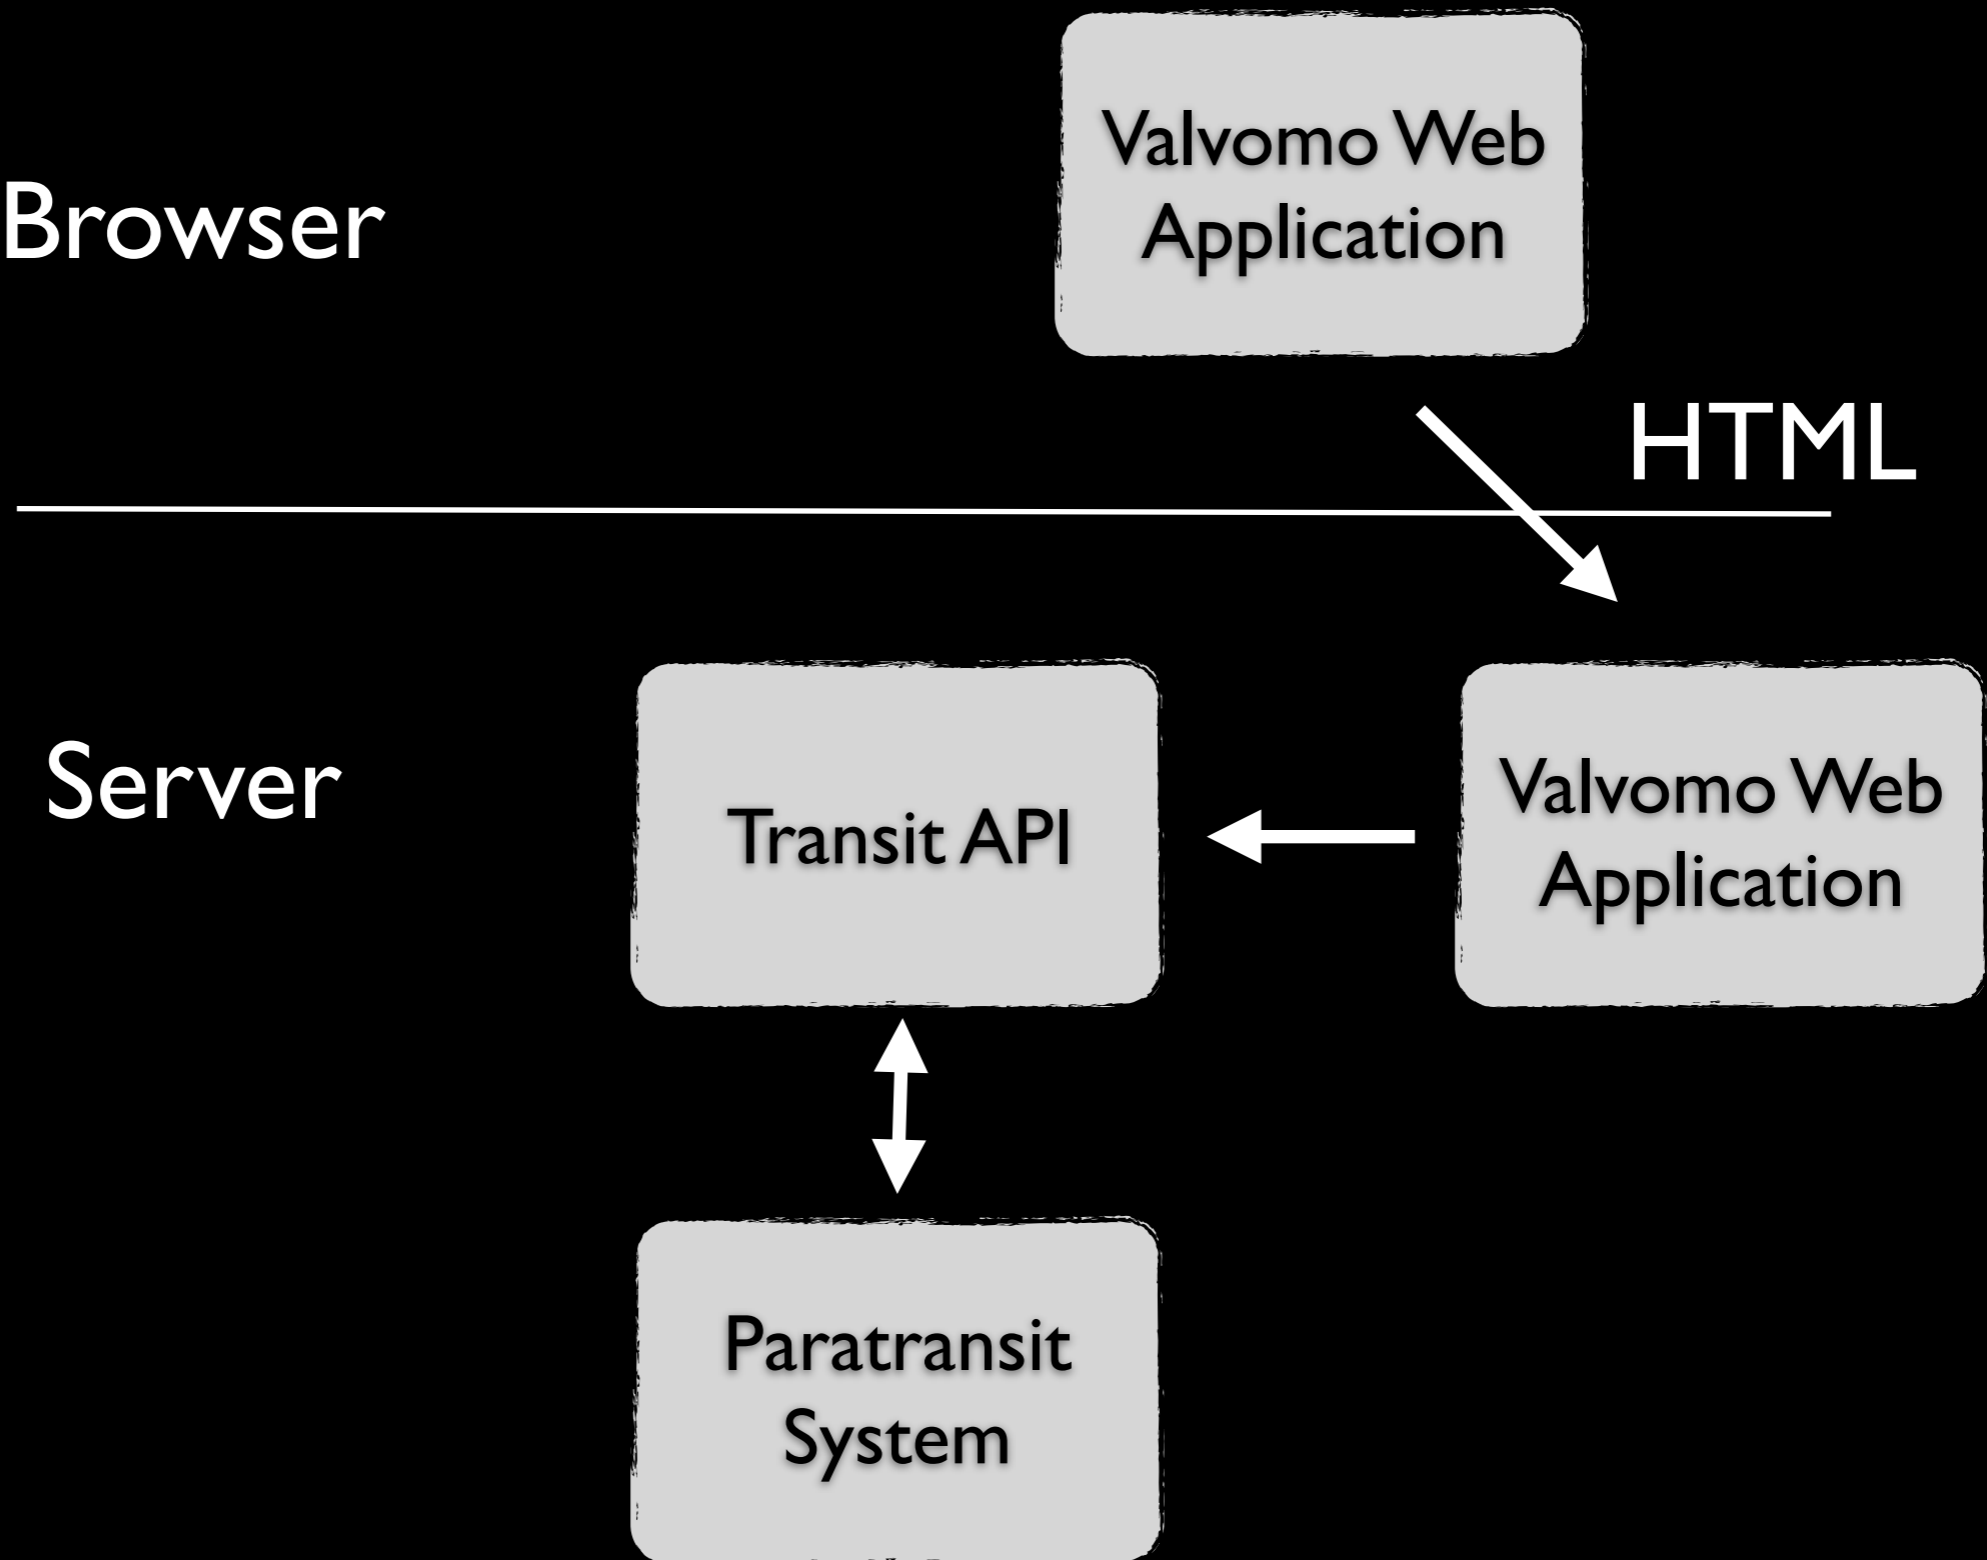 Valvomo Web
Application
Browser
HTML
Server
Transit API
Valvomo Web
Application
Paratransit
System